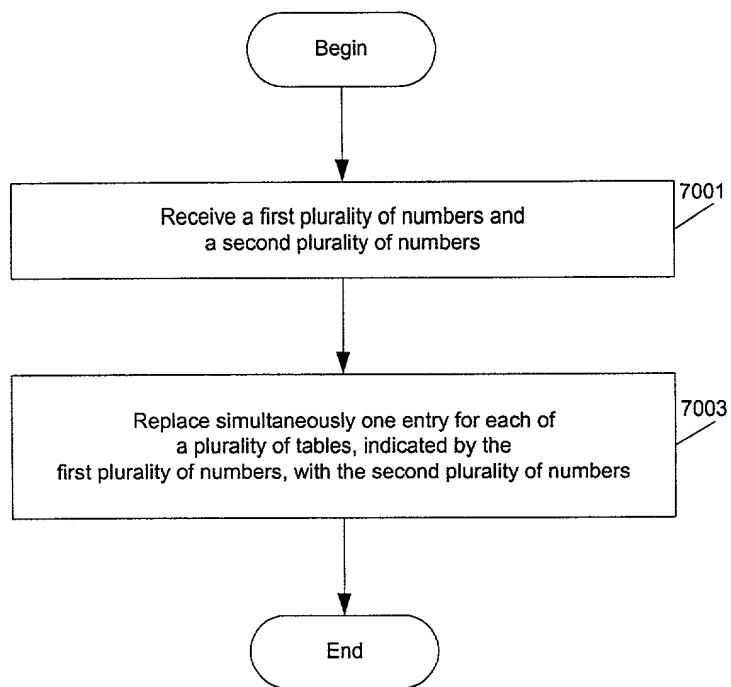 Begin
7001
Receive a first plurality of numbers and
a second plurality of numbers
7003
Replace simultaneously one entry for each of
a plurality of tables, indicated by the
first plurality of numbers, with the second plurality of numbers
End